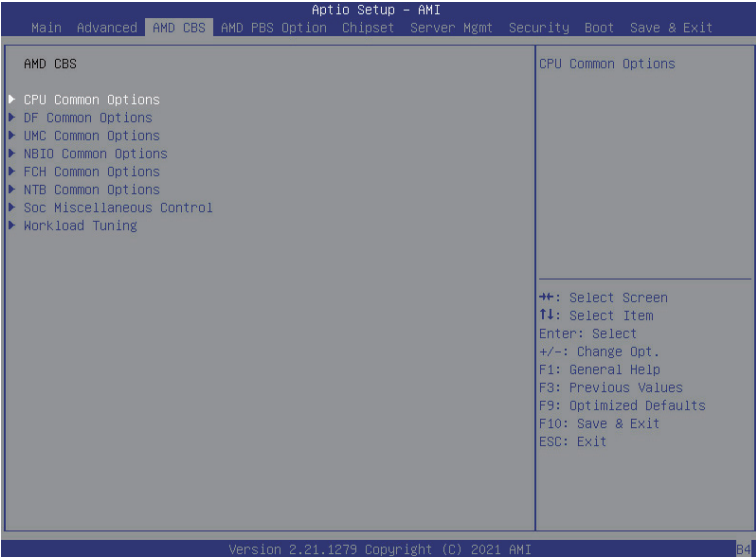 Aptio Setup – AMI
Main Advanced AMD CBS AMD PBS Option Chipset Server Mgmt Security Boot Save & Exit
AMD CBS
CPU Common Options
DF Common Options
UMC Common Options
NBIO Common Options
FCH Common Options
NTB Common Options
Soc Miscellaneous Control
Workload Tuning
CPU Common Options
→←: Select Screen
↑↓: Select Item
Enter: Select
+/-: Change Opt.
F1: General Help
F3: Previous Values
F9: Optimized Defaults
F10: Save & Exit
ESC: Exit
Version 2.21.1279 Copyright (C) 2021 AMI
B4